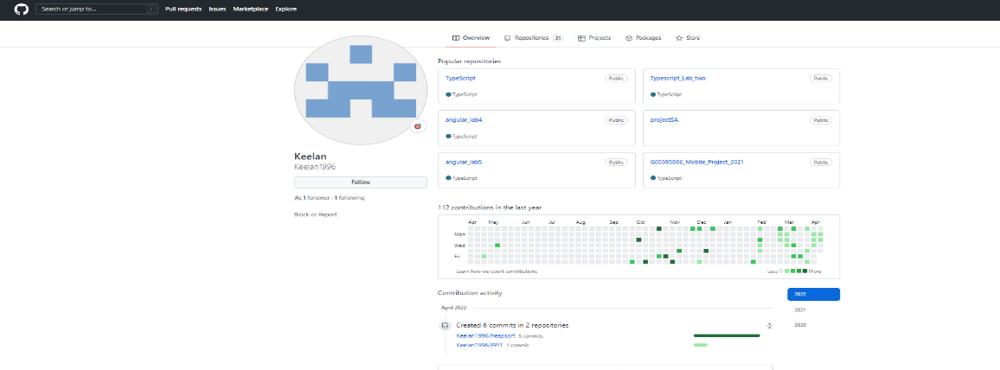 Search or jump to... /
Pull requests Issues Marketplace Explore
Overview Repositories 21 Projects Packages Stars
Keelan
Keelan1996
Follow
1 follower · 1 following
Block or Report
Popular repositories
TypeScript Public
TypeScript
Typescript_Lab_two Public
TypeScript
angular_lab4 Public
TypeScript
projectSA Public
angular_lab5 Public
TypeScript
G00385886_Mobile_Project_2021 Public
TypeScript
112 contributions in the last year
Apr May Jun Jul Aug Sep Oct Nov Dec Jan Feb Mar Apr
Mon
Wed
Fri
Learn how we count contributions
Less More
Contribution activity
2022
2021
2020
April 2022
Created 6 commits in 2 repositories
Keelan1996/heapsort 5 commits
Keelan1996/PPIT 1 commit